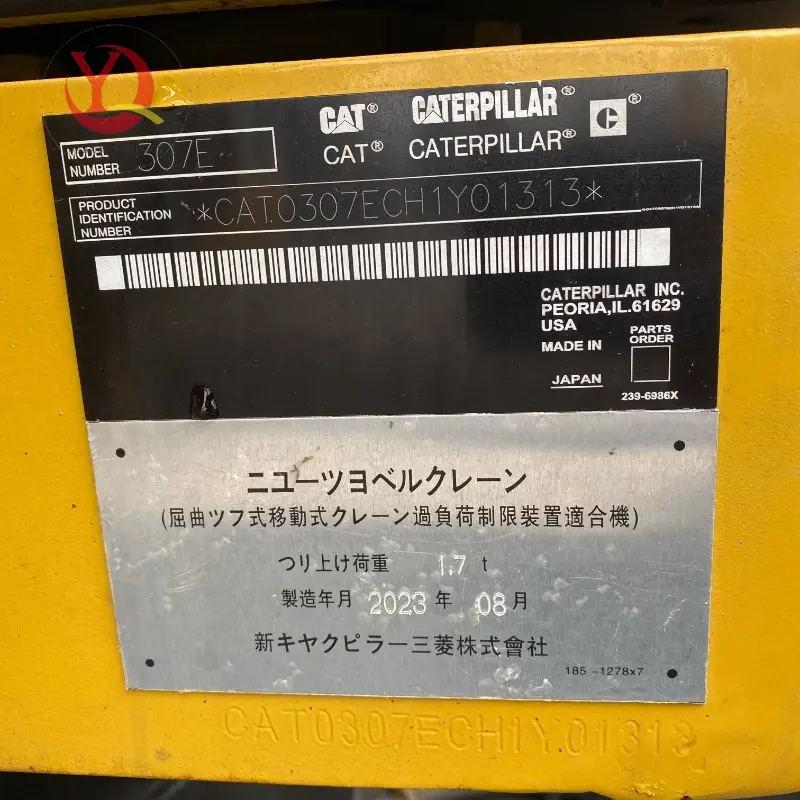 YQ
CAT® CATERPILLAR® C®
CAT® CATERPILLAR®
MODEL NUMBER 307E
PRODUCT IDENTIFICATION NUMBER *CAT0307ECH1Y01313*
CATERPILLAR INC.
PEORIA,IL.61629
USA
MADE IN
JAPAN
PARTS ORDER
239-6986X
ニユーツヨベルクレーン
(屈曲ツフ式移動式クレーン過負荷制限裝置適合機)
つり上げ荷重 1.7 t
製造年月 2023 年 08 月
新キヤクピラー三菱株式會社
185-1278x7
CAT0307ECH1Y01313